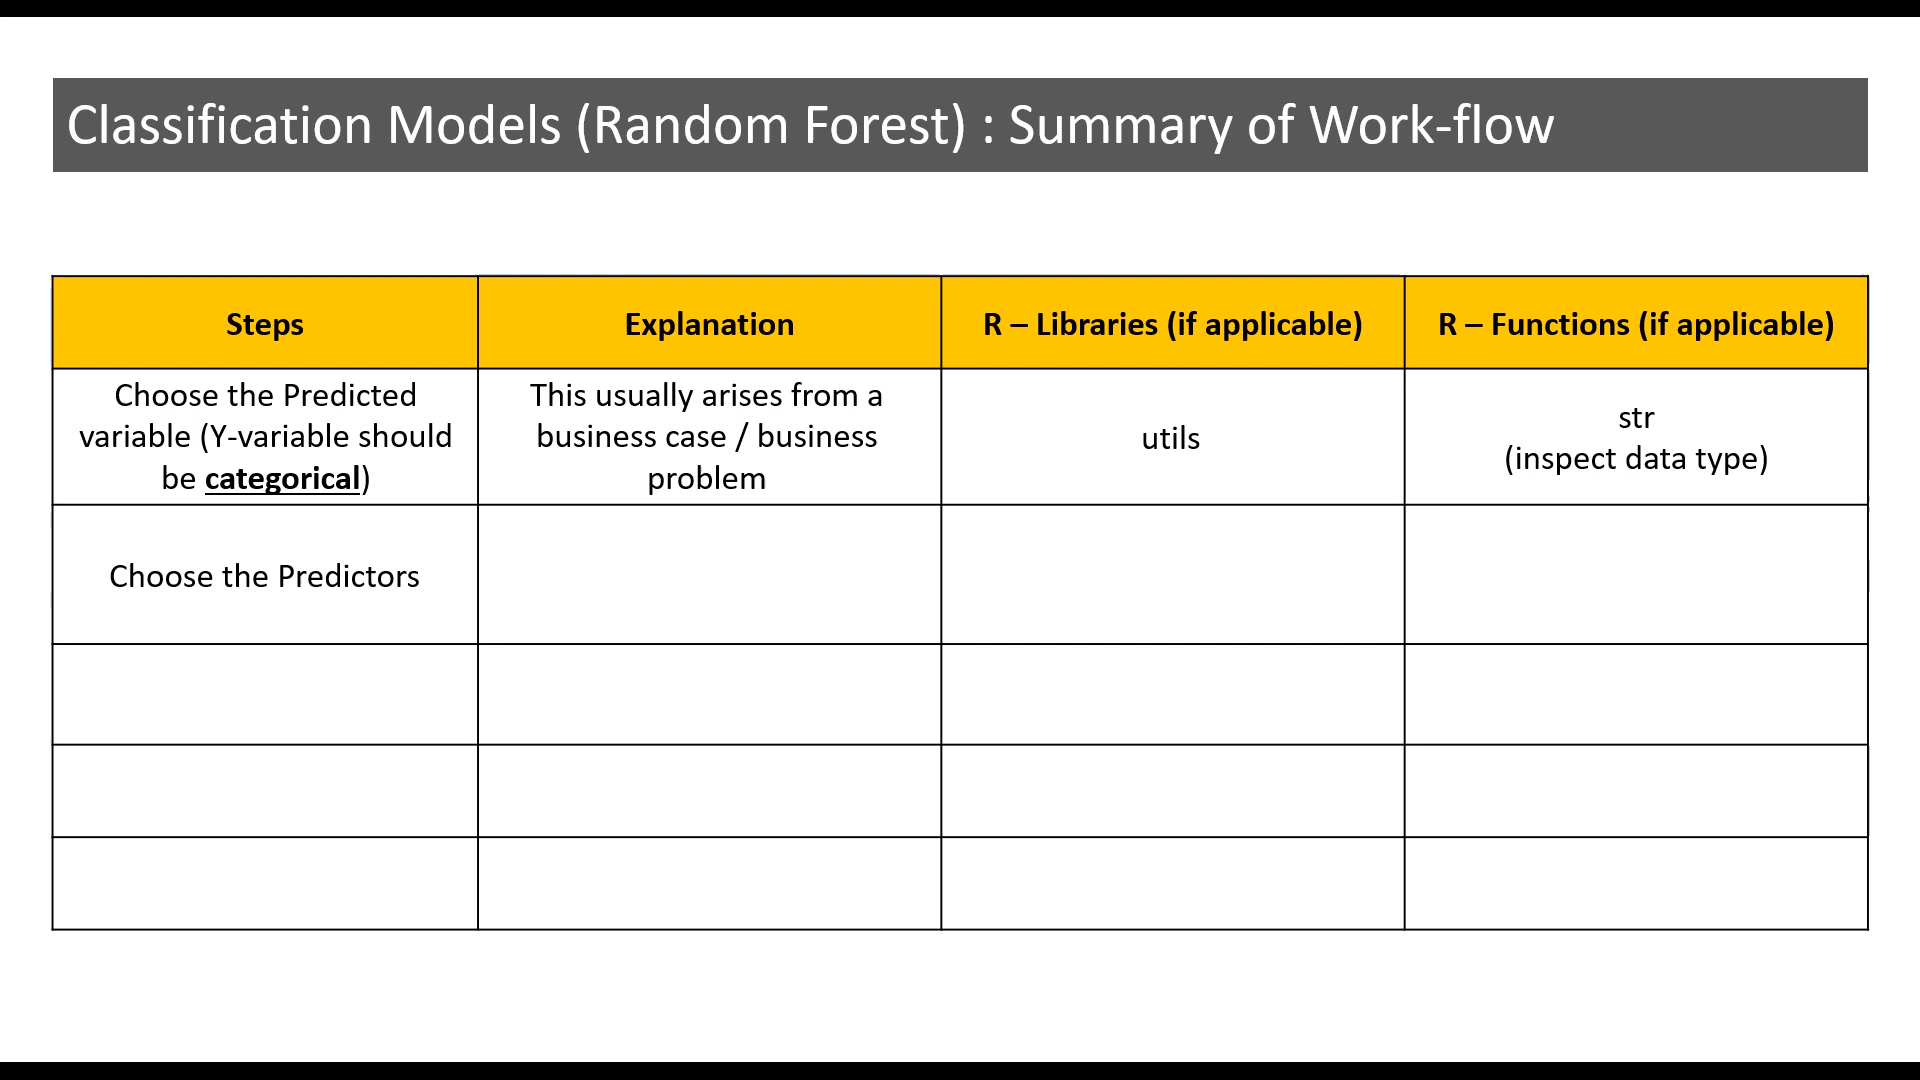 Classification Models (Random Forest) : Summary of Work-flow
Steps
Explanation
R – Libraries (if applicable)
R – Functions (if applicable)
Choose the Predicted
variable (Y-variable should
be categorical)
This usually arises from a
business case / business
problem
utils
str
(inspect data type)
Choose the Predictors